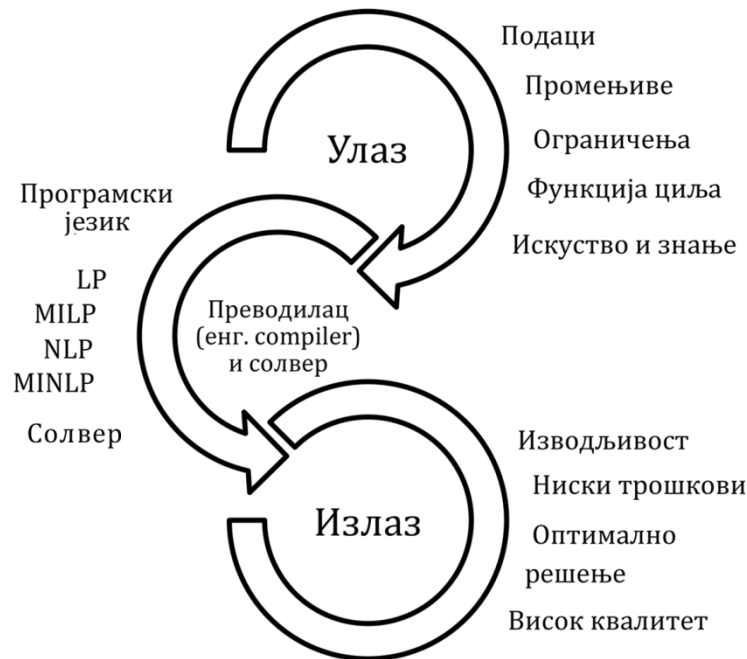 Подаци
Промењиве
Улаз
Ограничења
Функција циља
Искуство и знање
Програмски
језик
LP
MILP
NLP
MINLP
Солвер
Преводилац
(енг. compiler)
и солвер
Излаз
Изводљивост
Ниски трошкови
Оптимално
решење
Висок квалитет